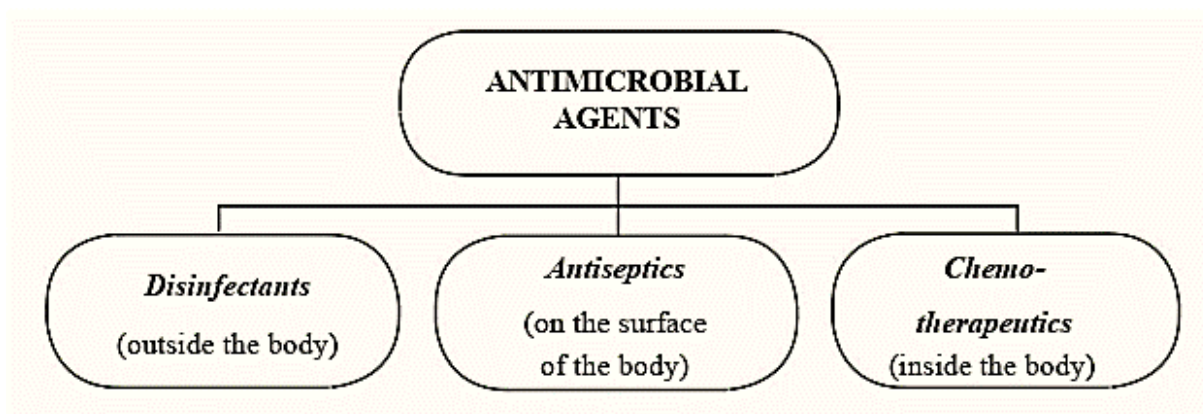 ANTIMICROBIAL
AGENTS
Disinfectants
(outside the body)
Antiseptics
(on the surface
of the body)
Chemo-
therapeutics
(inside the body)